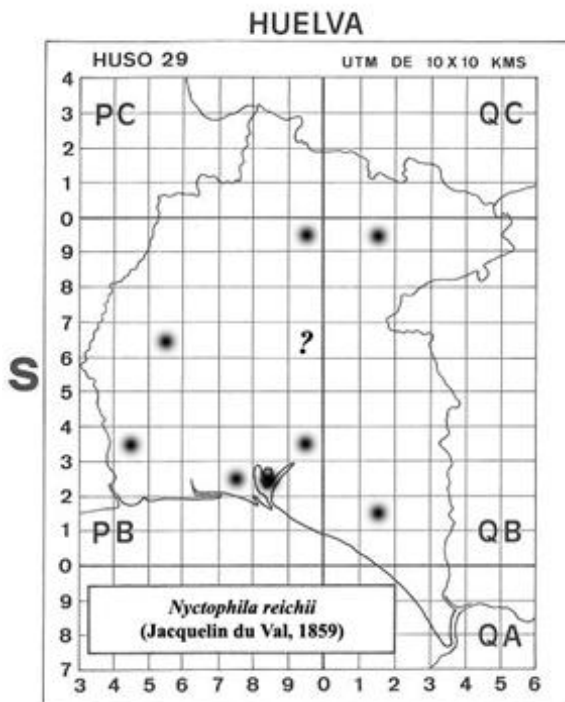 HUELVA
HUSO 29 UTM DE 10 X 10 KMS
4
PC QC
3
2
1
0
9
8
7
?
6
S
5
4
3
2
1
PB QB
0
9
Nyctophila reichii
(Jacquelin du Val, 1859)
8
QA
7
3 4 5 6 7 8 9 0 1 2 3 4 5 6